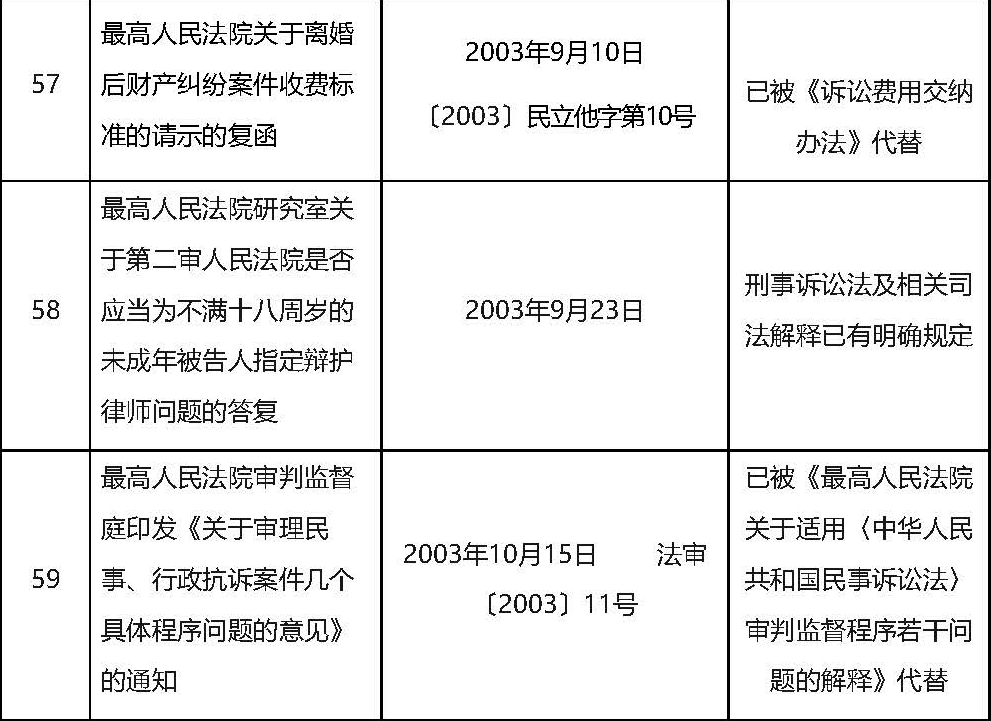 57
最高人民法院关于离婚
后财产纠纷案件收费标
准的请示的复函
2003年9月10日
〔2003〕民立他字第10号
已被《诉讼费用交纳
办法》代替
58
最高人民法院研究室关
于第二审人民法院是否
应当为不满十八周岁的
未成年被告人指定辩护
律师问题的答复
2003年9月23日
刑事诉讼法及相关司
法解释已有明确规定
59
最高人民法院审判监督
庭印发《关于审理民
事、行政抗诉案件几个
具体程序问题的意见》
的通知
2003年10月15日 法审
〔2003〕11号
已被《最高人民法院
关于适用〈中华人民
共和国民事诉讼法〉
审判监督程序若干问
题的解释》代替